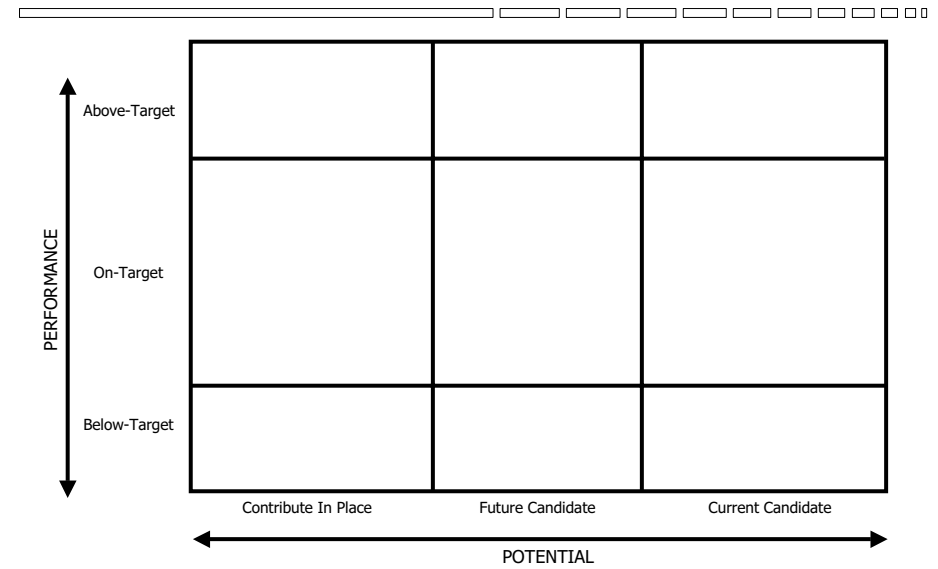 Above-Target
On-Target
PERFORMANCE
Below-Target
Contribute In Place
Future Candidate
Current Candidate
POTENTIAL